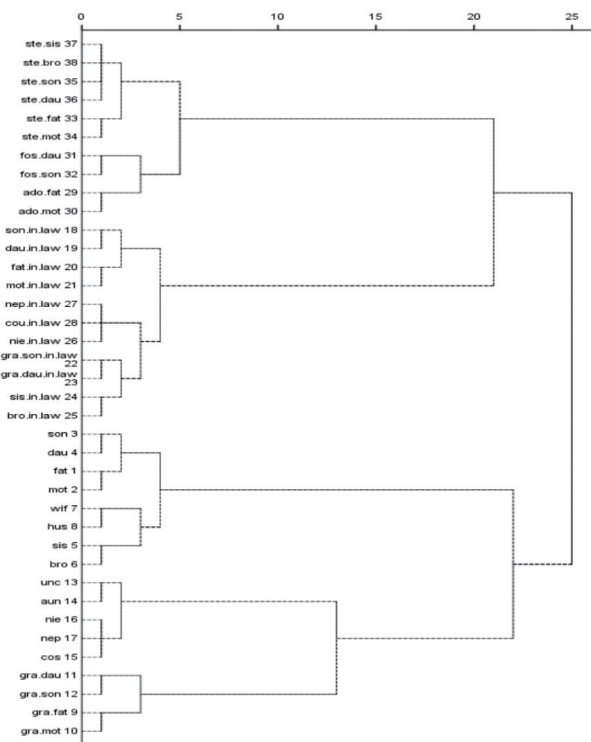 0 5 10 15 20 25
ste.sis 37
ste.bro 38
ste.son 35
ste.dau 36
ste.fat 33
ste.mot 34
fos.dau 31
fos.son 32
ado.fat 29
ado.mot 30
son.in.law 18
dau.in.law 19
fat.in.law 20
mot.in.law 21
nep.in.law 27
cou.in.law 28
nie.in.law 26
gra.son.in.law
22
gra.dau.in.law
23
sis.in.law 24
bro.in.law 25
son 3
dau 4
fat 1
mot 2
wif 7
hus 8
sis 5
bro 6
unc 13
aun 14
nie 16
nep 17
cos 15
gra.dau 11
gra.son 12
gra.fat 9
gra.mot 10